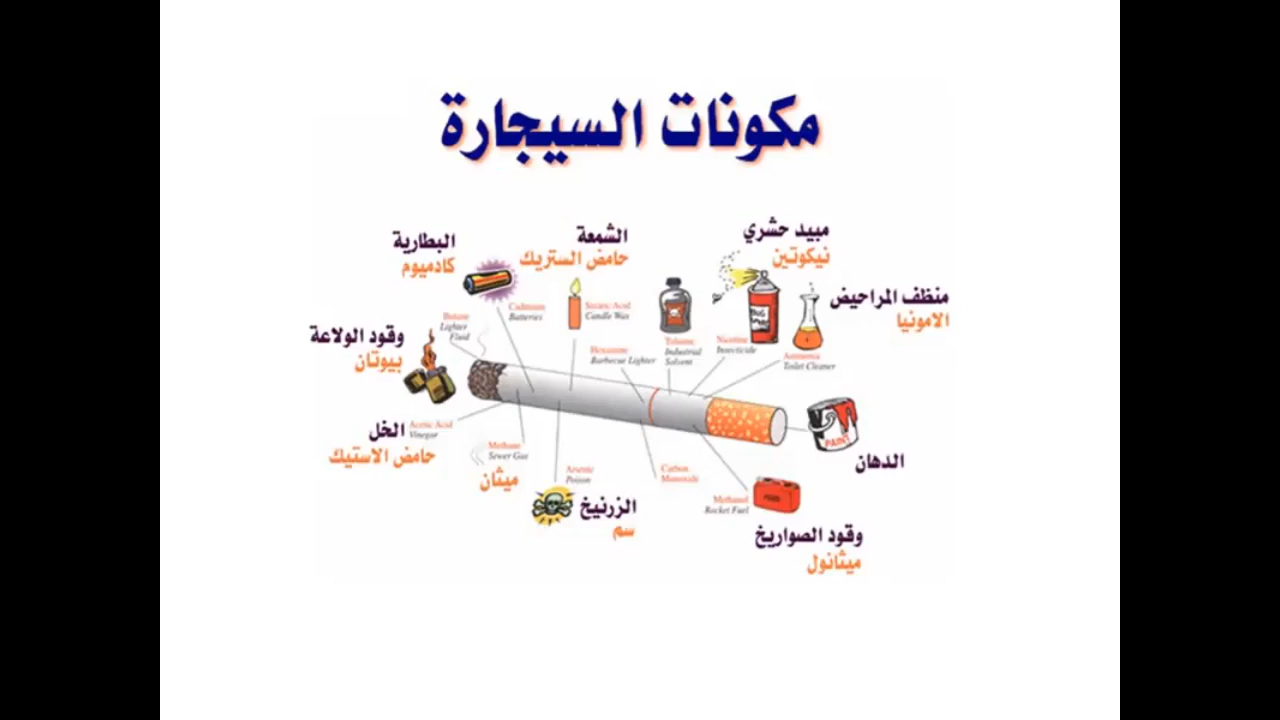 مكونات السيجارة
مبيد حشري
نيكوتين
الشمعة
حامض الستريك
البطارية
كادميوم
منظف المراحيض
الامونيا
وقود الولاعة
بيوتان
Butane
Lighter
Fluid
Cadmium
Batteries
Stearic Acid
Candle Wax
Hexamine
Barbecue Lighter
Toluene
Industrial
Solvent
Nicotine
Insecticide
Ammonia
Toilet Cleaner
الخل
حامض الاستيك
Acetic Acid
Vinegar
Methane
Sewer Gas
ميثان
Arsenic
Poison
الزرنيخ
سم
Carbon
Monoxide
Methanol
Rocket Fuel
PAINT
الدهان
وقود الصواريخ
ميثانول